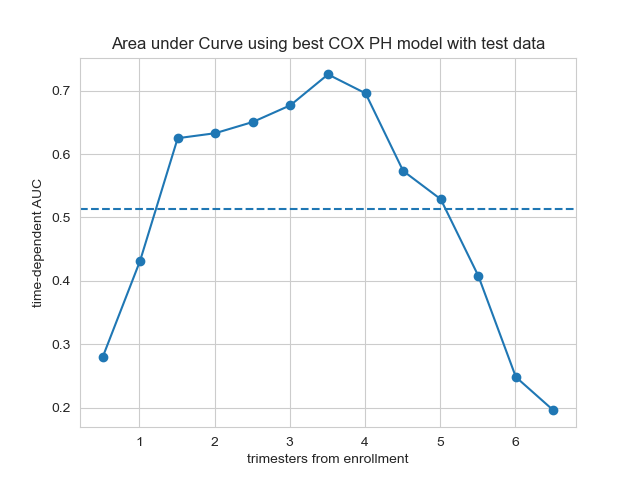 Area under Curve using best COX PH model with test data
time-dependent AUC
0.7
0.6
0.5
0.4
0.3
0.2
1 2 3 4 5 6
trimesters from enrollment